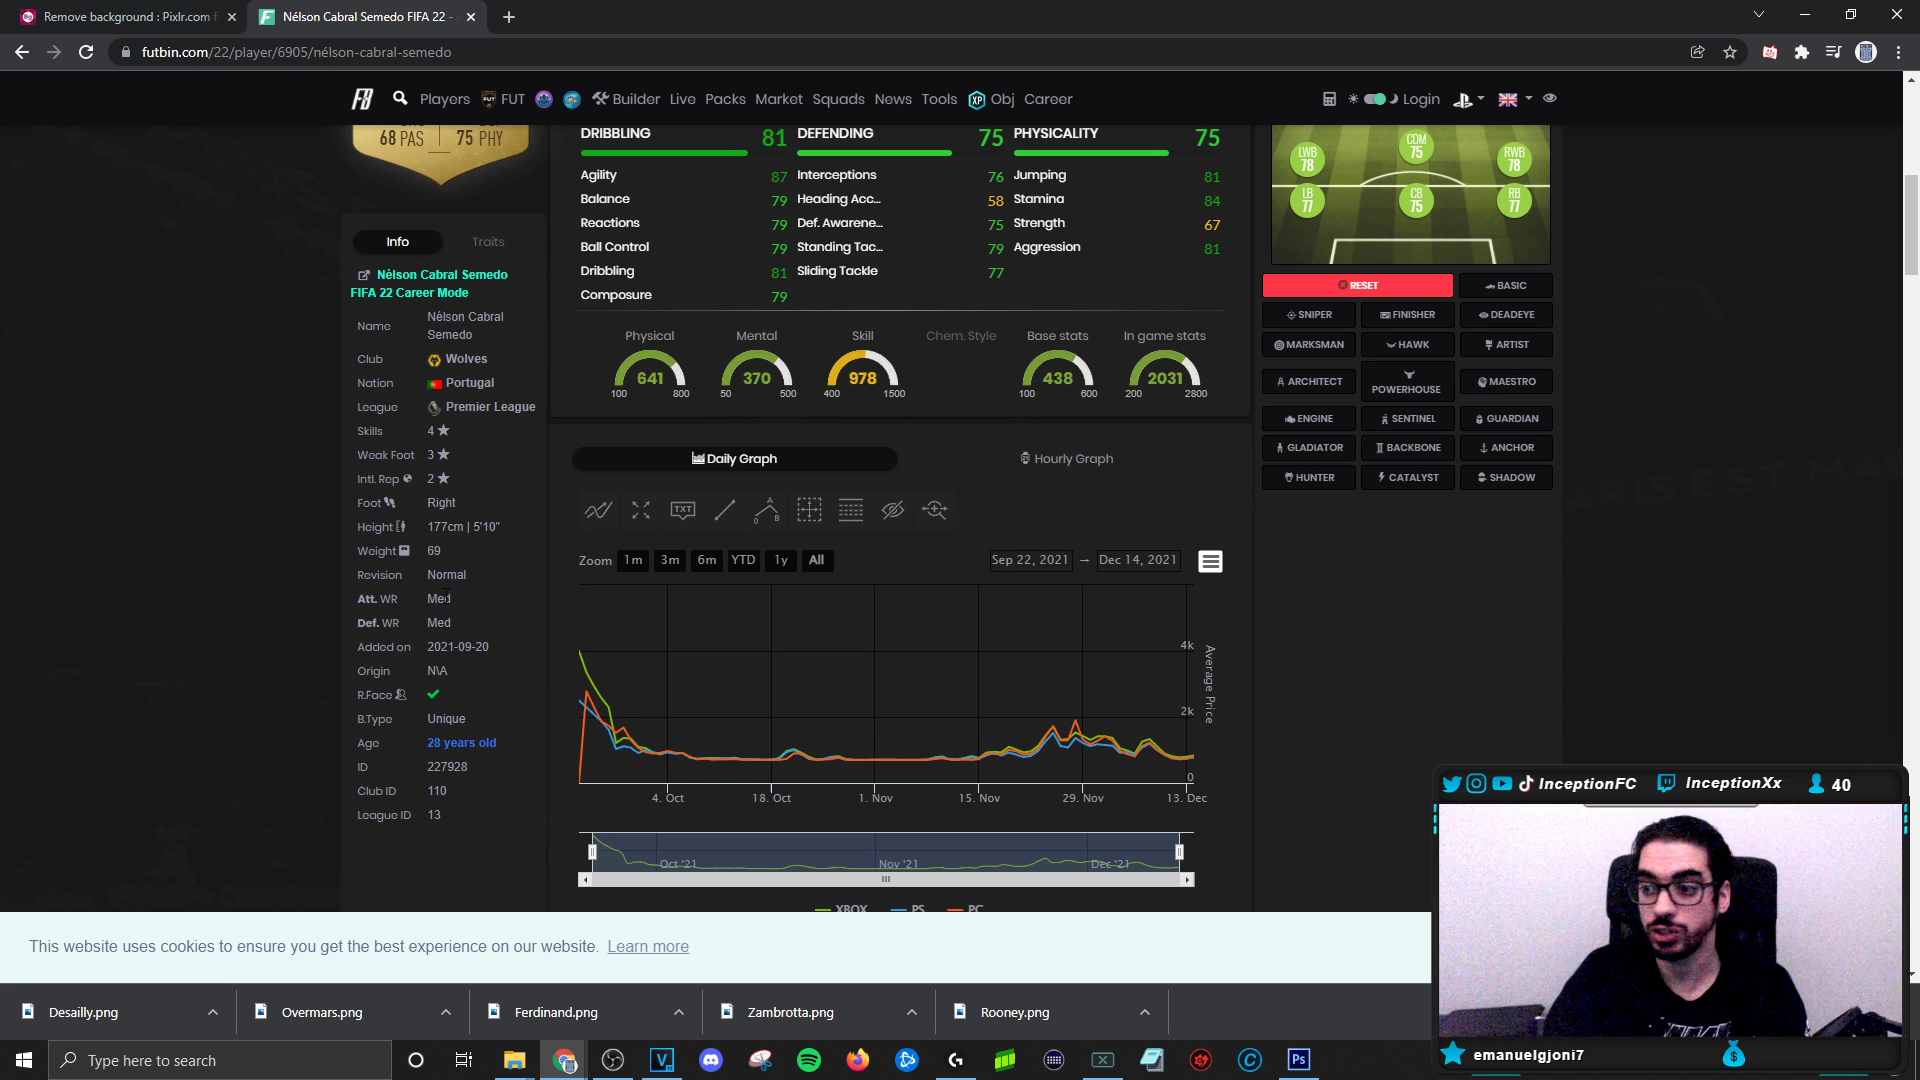 Remove background : Pixlr.com
Nélson Cabral Semedo FIFA 22 -
futbin.com/22/player/6905/nélson-cabral-semedo
Players FUT Builder Live Packs Market Squads News Tools XP Obj Career Login
68 PAS 75 PHY
DRIBBLING 81 DEFENDING 75 PHYSICALITY 75
Agility 87 Interceptions 76 Jumping 81
Balance 79 Heading Acc... 58 Stamina 84
Reactions 79 Def. Awarene... 75 Strength 67
Ball Control 79 Standing Tac... 79 Aggression 81
Dribbling 81 Sliding Tackle 77
Composure 79
Physical Mental Skill Chem. Style Base stats In game stats
641 370 978 438 2031
100 800 50 500 400 1500 100 600 200 2800
LWB 78 CDM 75 RWB 78
LB 77 CB 75 RB 77
RESET BASIC
SNIPER FINISHER DEADEYE
MARKSMAN HAWK ARTIST
ARCHITECT POWERHOUSE MAESTRO
ENGINE SENTINEL GUARDIAN
GLADIATOR BACKBONE ANCHOR
HUNTER CATALYST SHADOW
Info Traits
Nélson Cabral Semedo
FIFA 22 Career Mode
Name Nélson Cabral Semedo
Club Wolves
Nation Portugal
League Premier League
Skills 4
Weak Foot 3
Intl. Rep 2
Foot Right
Height 177cm | 5'10"
Weight 69
Revision Normal
Att. WR Med
Def. WR Med
Added on 2021-09-20
Origin N\A
R.Face
B.Type Unique
Age 28 years old
ID 227928
Club ID 110
League ID 13
Daily Graph Hourly Graph
TXT
Zoom 1m 3m 6m YTD 1y All Sep 22, 2021 → Dec 14, 2021
4k
2k
0
Average Price
4. Oct 18. Oct 1. Nov 15. Nov 29. Nov 13. Dec
Oct '21 Nov '21 Dec '21
XBOX PS PC
This website uses cookies to ensure you get the best experience on our website. Learn more
InceptionFC InceptionXx 40
emanuelgjoni7
Desailly.png Overmars.png Ferdinand.png Zambrotta.png Rooney.png
Type here to search
Ps